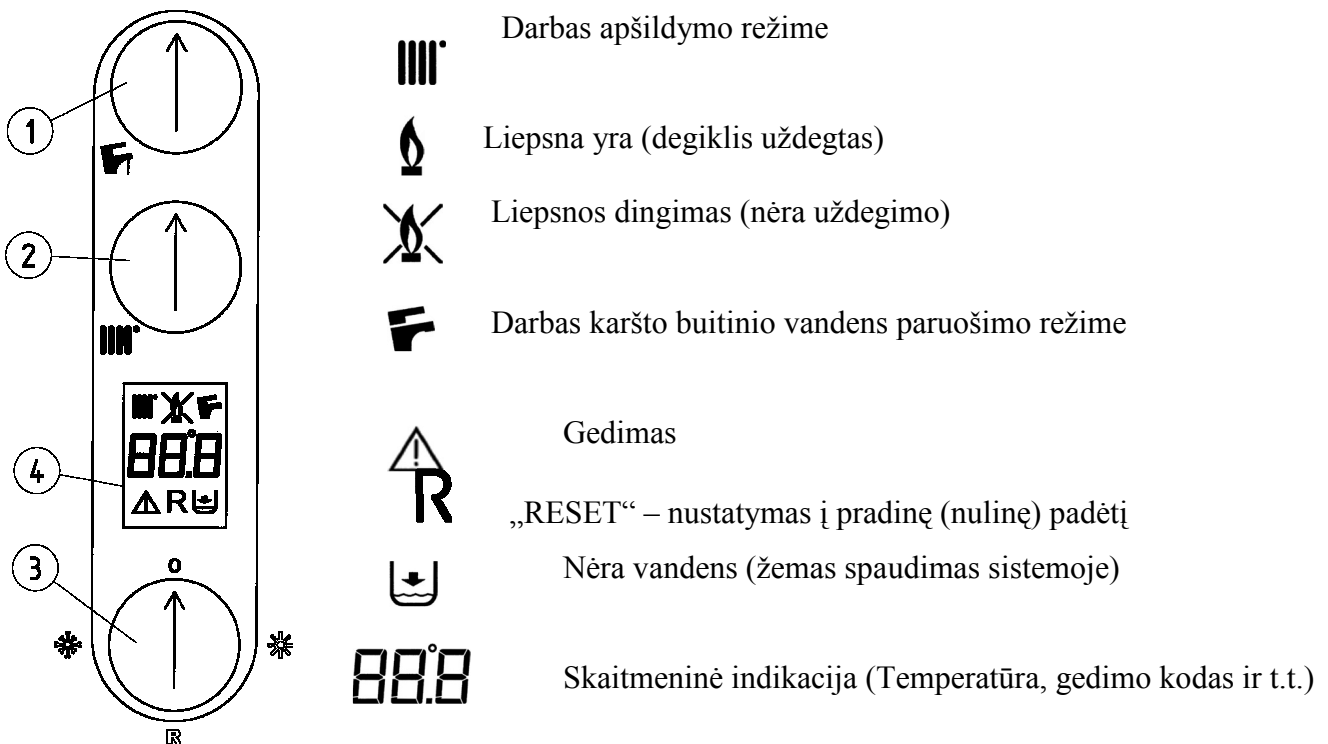 Darbas apšildymo režime
1
Liepsna yra (degiklis uždegtas)
Liepsnos dingimas (nėra uždegimo)
2
Darbas karšto buitinio vandens paruošimo režime
88.8°
4
R
Gedimas
R
„RESET“ – nustatymas į pradinę (nulinę) padėtį
3
O
Nėra vandens (žemas spaudimas sistemoje)
88.8°
Skaitmeninė indikacija (Temperatūra, gedimo kodas ir t.t.)
R